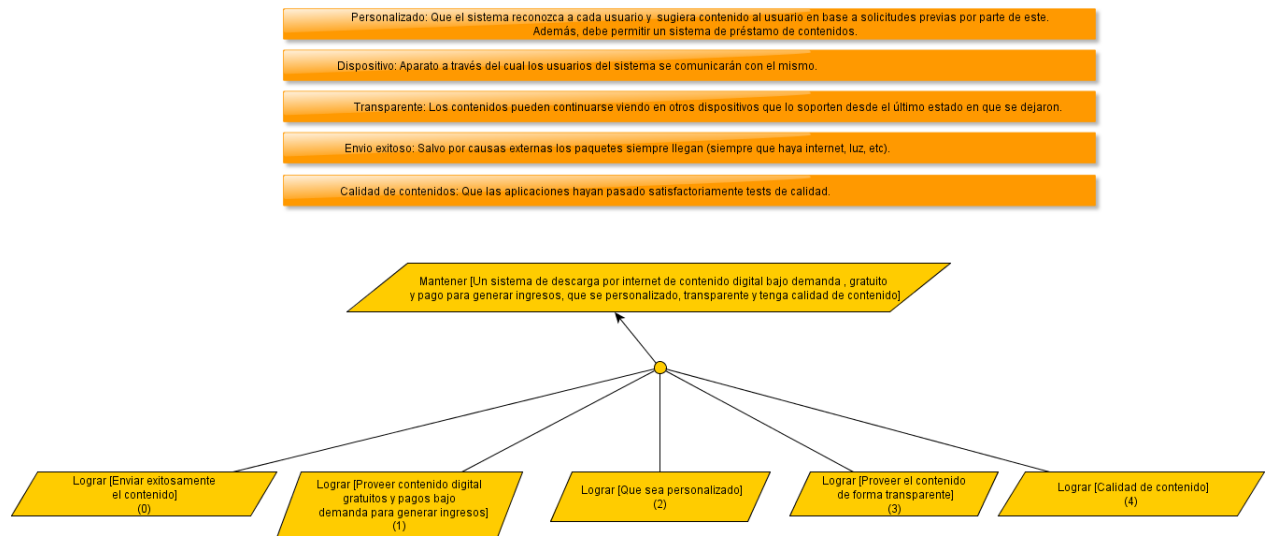 Personalizado: Que el sistema reconozca a cada usuario y sugiera contenido al usuario en base a solicitudes previas por parte de este.
Además, debe permitir un sistema de préstamo de contenidos.
Dispositivo: Aparato a través del cual los usuarios del sistema se comunicarán con el mismo.
Transparente: Los contenidos pueden continuarse viendo en otros dispositivos que lo soporten desde el último estado en que se dejaron.
Envio exitoso: Salvo por causas externas los paquetes siempre llegan (siempre que haya internet, luz, etc).
Calidad de contenidos: Que las aplicaciones hayan pasado satisfactoriamente tests de calidad.
Mantener [Un sistema de descarga por internet de contenido digital bajo demanda , gratuito
y pago para generar ingresos, que se personalizado, transparente y tenga calidad de contenido]
Lograr [Enviar exitosamente
el contenido]
(0)
Lograr [Proveer contenido digital
gratuitos y pagos bajo
demanda para generar ingresos]
(1)
Lograr [Que sea personalizado]
(2)
Lograr [Proveer el contenido
de forma transparente]
(3)
Lograr [Calidad de contenido]
(4)